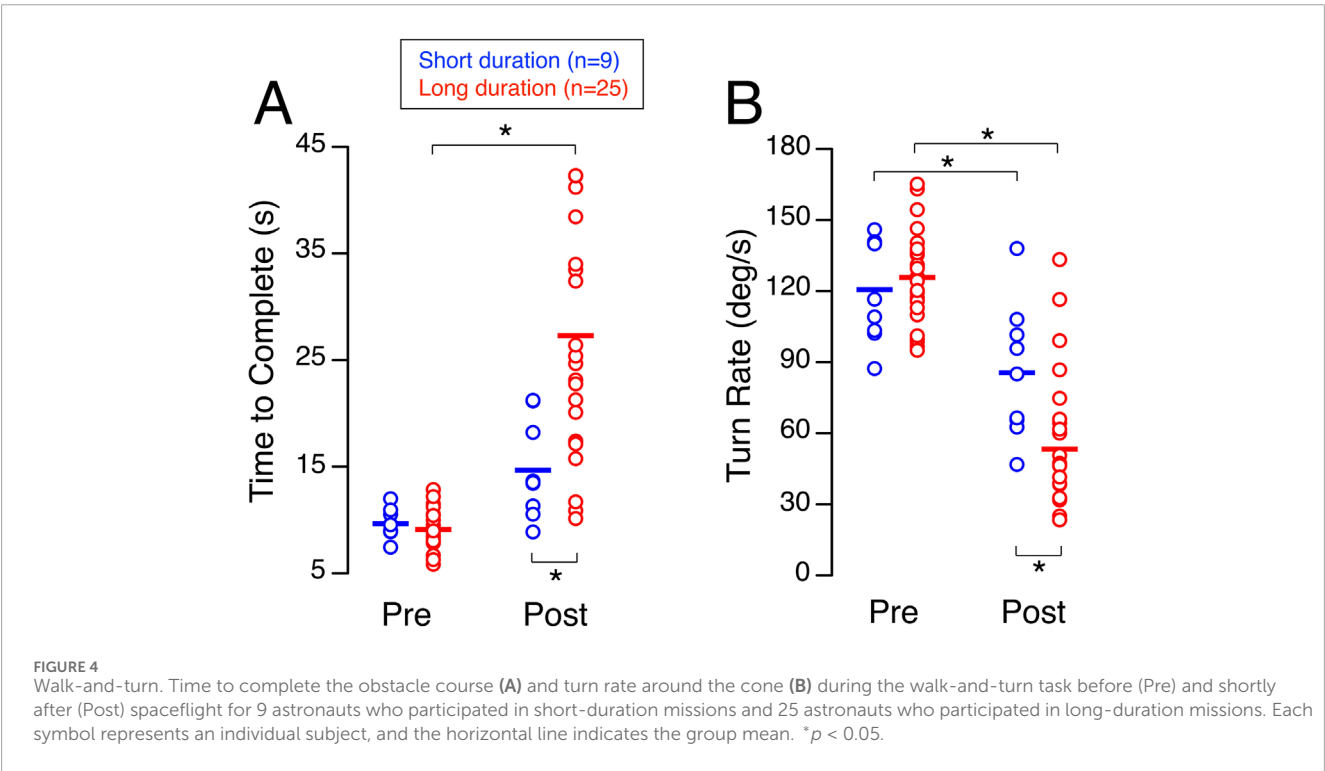 Short duration (n=9)
Long duration (n=25)
A
B
Time to Complete (s)
45
35
25
15
5
*
*
Pre
Post
Turn Rate (deg/s)
180
150
120
90
60
30
0
*
*
*
Pre
Post
FIGURE 4
Walk-and-turn. Time to complete the obstacle course (A) and turn rate around the cone (B) during the walk-and-turn task before (Pre) and shortly
after (Post) spaceflight for 9 astronauts who participated in short-duration missions and 25 astronauts who participated in long-duration missions. Each
symbol represents an individual subject, and the horizontal line indicates the group mean. *p < 0.05.